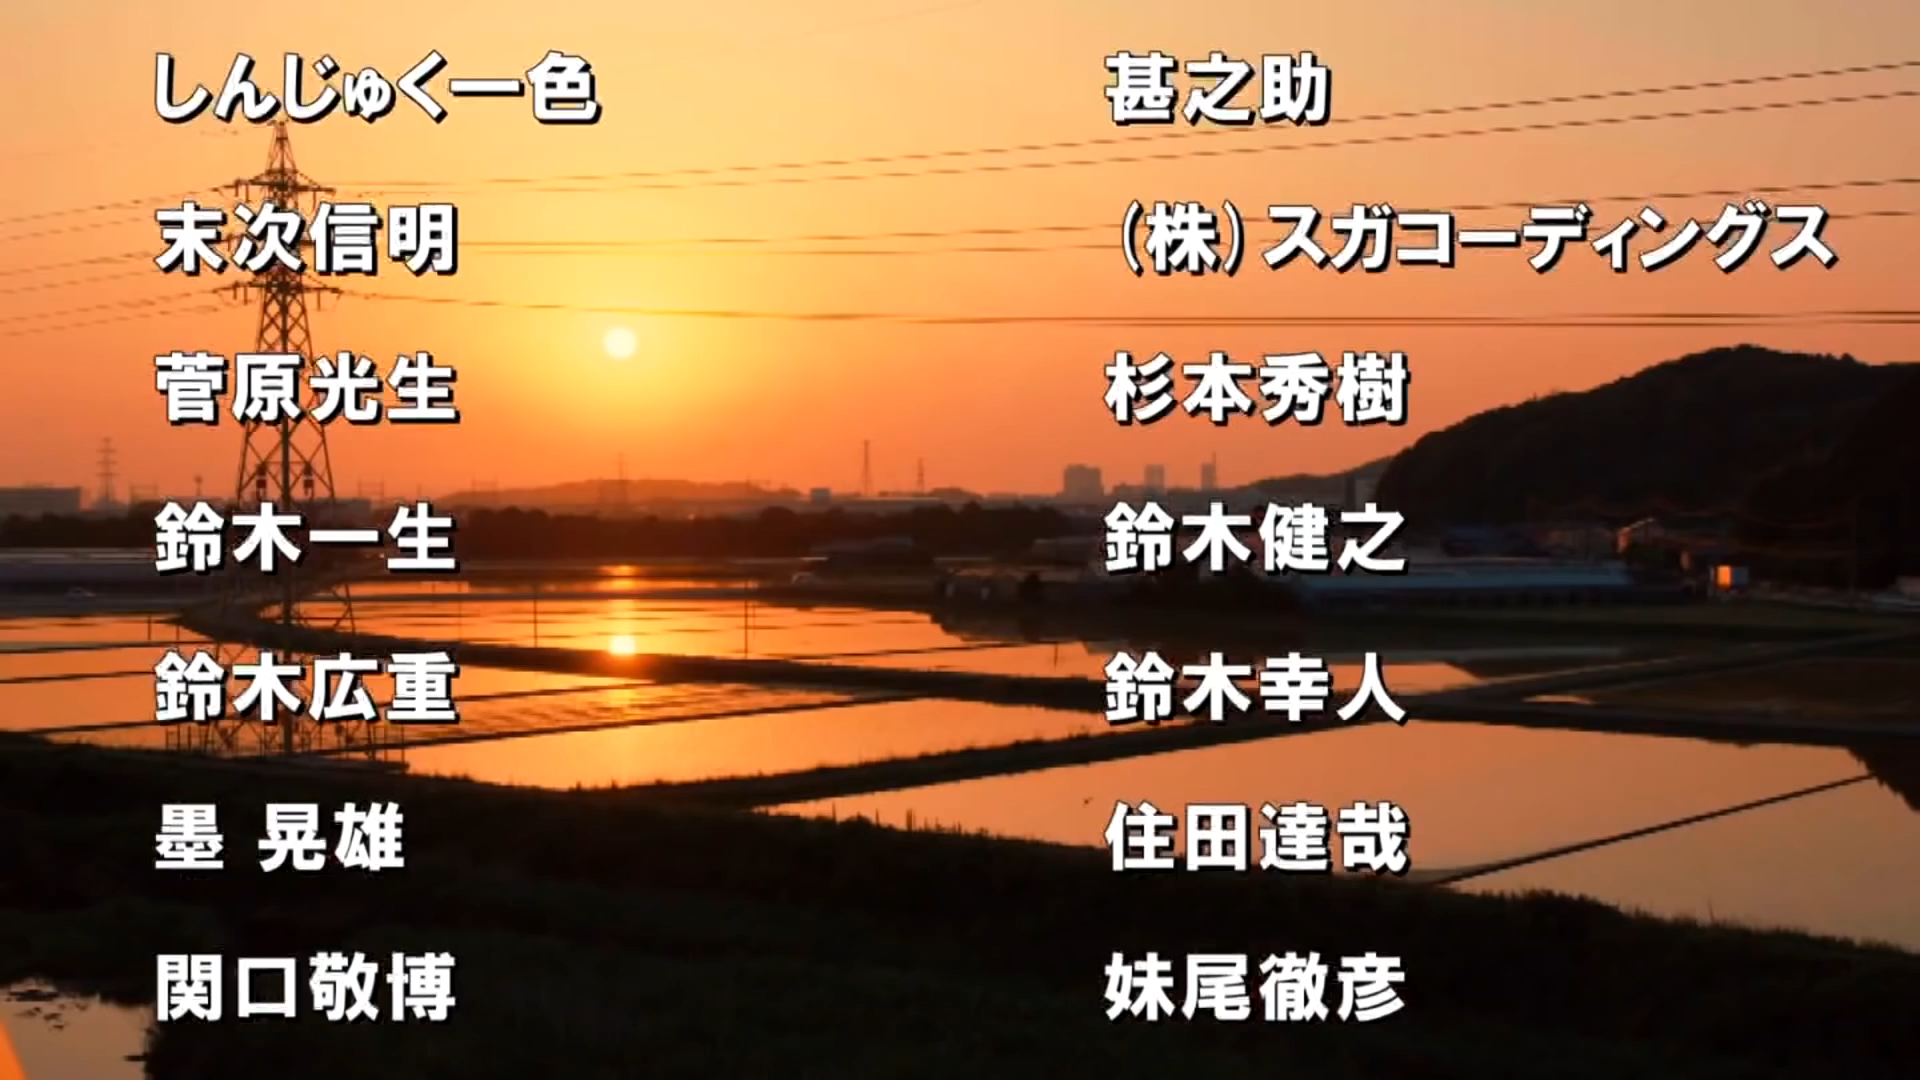 しんじゅく一色 甚之助
末次信明 (株)スガコーディングス
菅原光生 杉本秀樹
鈴木一生 鈴木健之
鈴木広重 鈴木幸人
墨 晃雄 住田達哉
関口敬博 妹尾徹彦